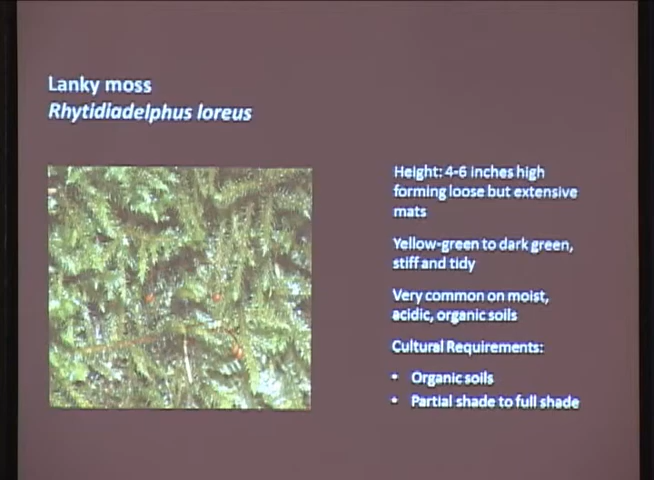 Lanky moss
Rhytidiadelphus loreus
Height: 4-6 inches high
forming loose but extensive
mats
Yellow-green to dark green,
stiff and tidy
Very common on moist,
acidic, organic soils
Cultural Requirements:
• Organic soils
• Partial shade to full shade